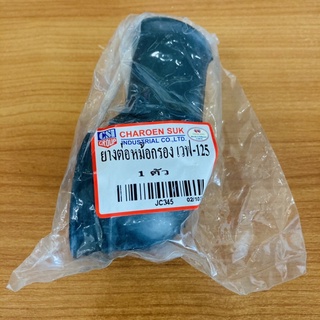 CSI
GROUP
CHAROEN SUK
INDUSTRIAL CO.,LTD.
ยางต่อหม้อกรอง เวฟ-125
1 ตัว
JC345